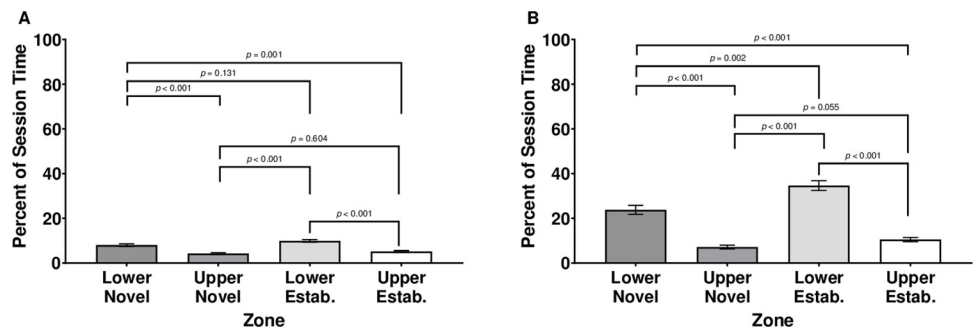 A
Percent of Session Time
100
80
60
40
20
0
p = 0.001
p = 0.131
p < 0.001
p = 0.604
p < 0.001
p < 0.001
Lower Novel
Upper Novel
Lower Estab.
Upper Estab.
Zone
B
Percent of Session Time
100
80
60
40
20
0
p < 0.001
p = 0.002
p < 0.001
p = 0.055
p < 0.001
p < 0.001
Lower Novel
Upper Novel
Lower Estab.
Upper Estab.
Zone